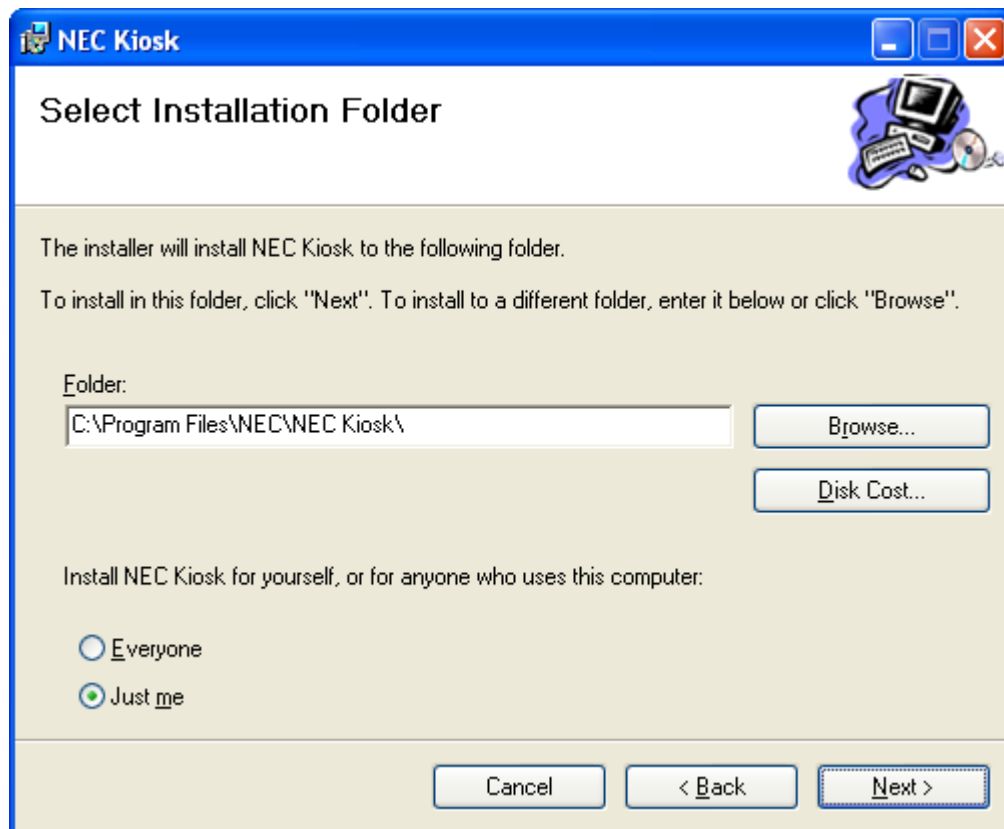 NEC Kiosk
Select Installation Folder
The installer will install NEC Kiosk to the following folder.
To install in this folder, click "Next". To install to a different folder, enter it below or click "Browse".
Folder:
C:\Program Files\NEC\NEC Kiosk\
Browse...
Disk Cost...
Install NEC Kiosk for yourself, or for anyone who uses this computer:
Everyone
Just me
Cancel
< Back
Next >